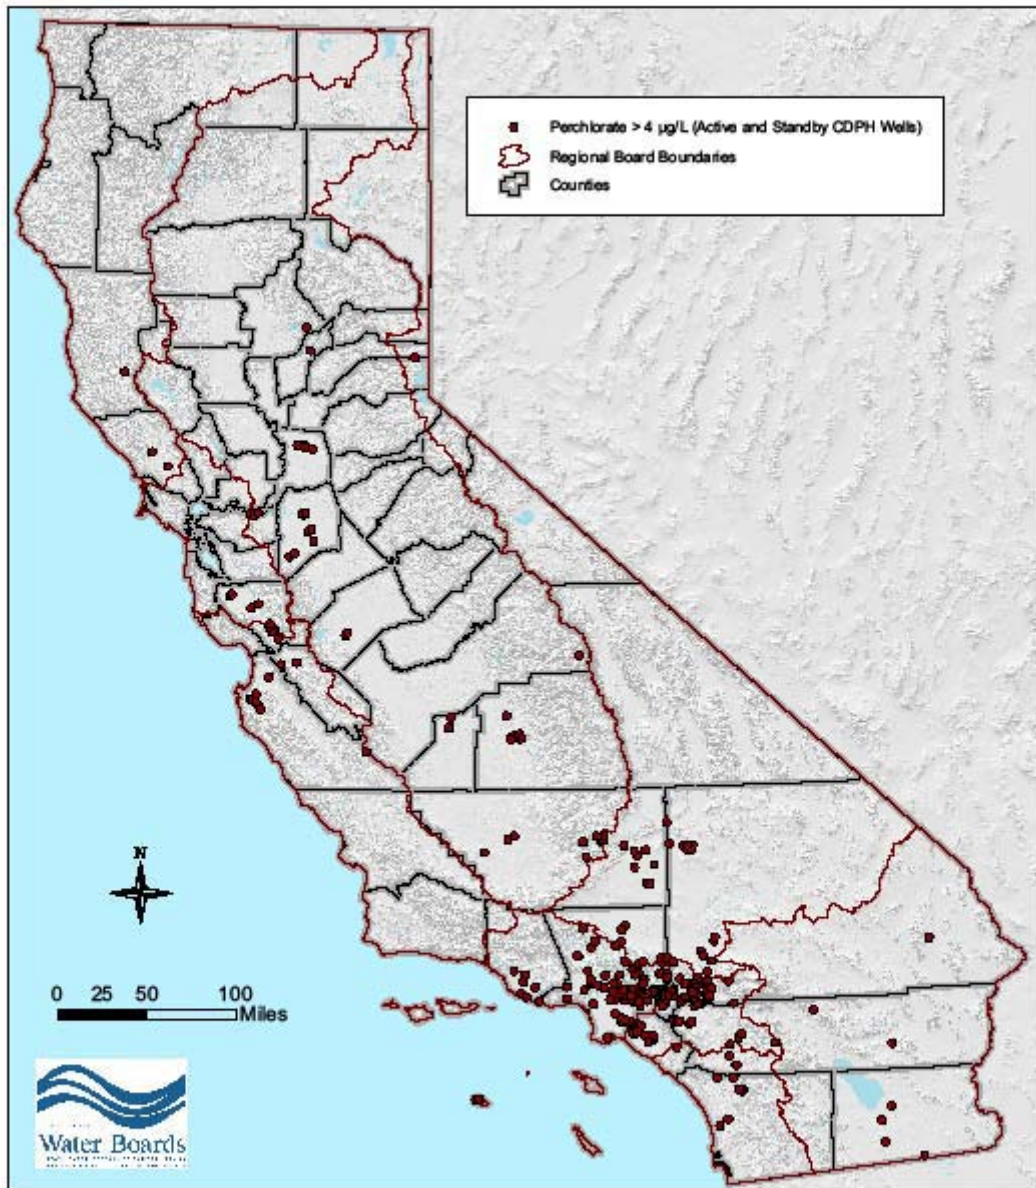 Perchlorate > 4 µg/L (Active and Standby CDPH Wells)
Regional Board Boundaries
Counties
N
0 25 50 100
Miles
Water Boards